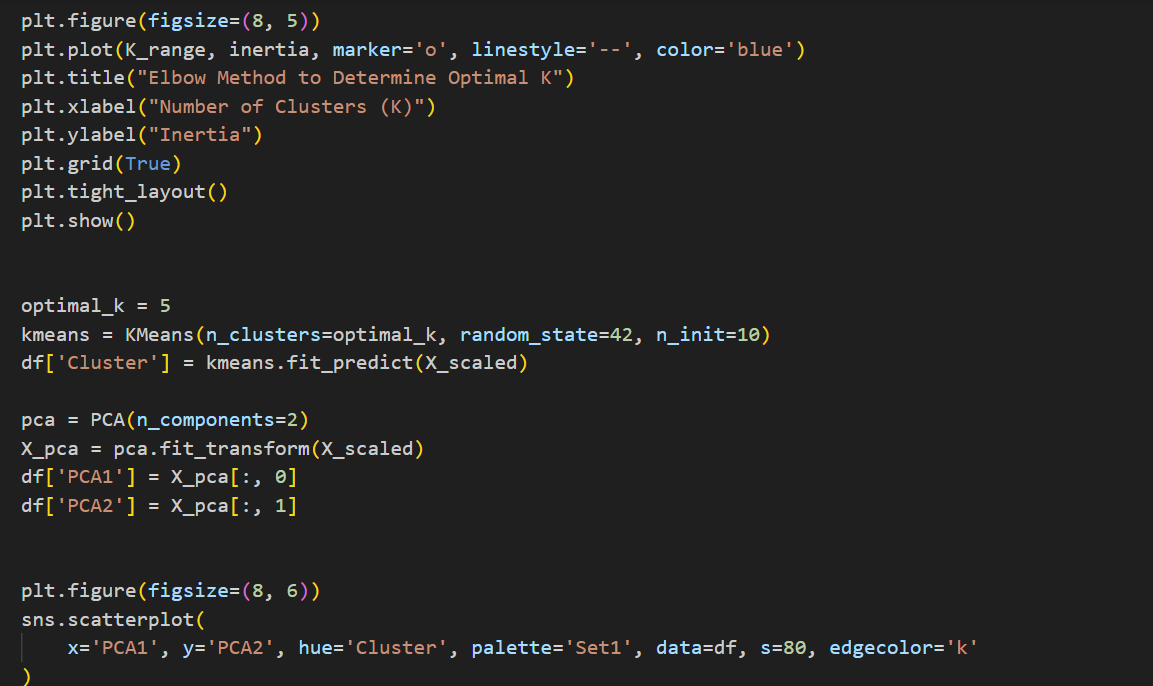 plt.figure(figsize=(8, 5))
plt.plot(K_range, inertia, marker='o', linestyle='--', color='blue')
plt.title("Elbow Method to Determine Optimal K")
plt.xlabel("Number of Clusters (K)")
plt.ylabel("Inertia")
plt.grid(True)
plt.tight_layout()
plt.show()
optimal_k = 5
kmeans = KMeans(n_clusters=optimal_k, random_state=42, n_init=10)
df['Cluster'] = kmeans.fit_predict(X_scaled)
pca = PCA(n_components=2)
X_pca = pca.fit_transform(X_scaled)
df['PCA1'] = X_pca[:, 0]
df['PCA2'] = X_pca[:, 1]
plt.figure(figsize=(8, 6))
sns.scatterplot(
    x='PCA1', y='PCA2', hue='Cluster', palette='Set1', data=df, s=80, edgecolor='k'
)